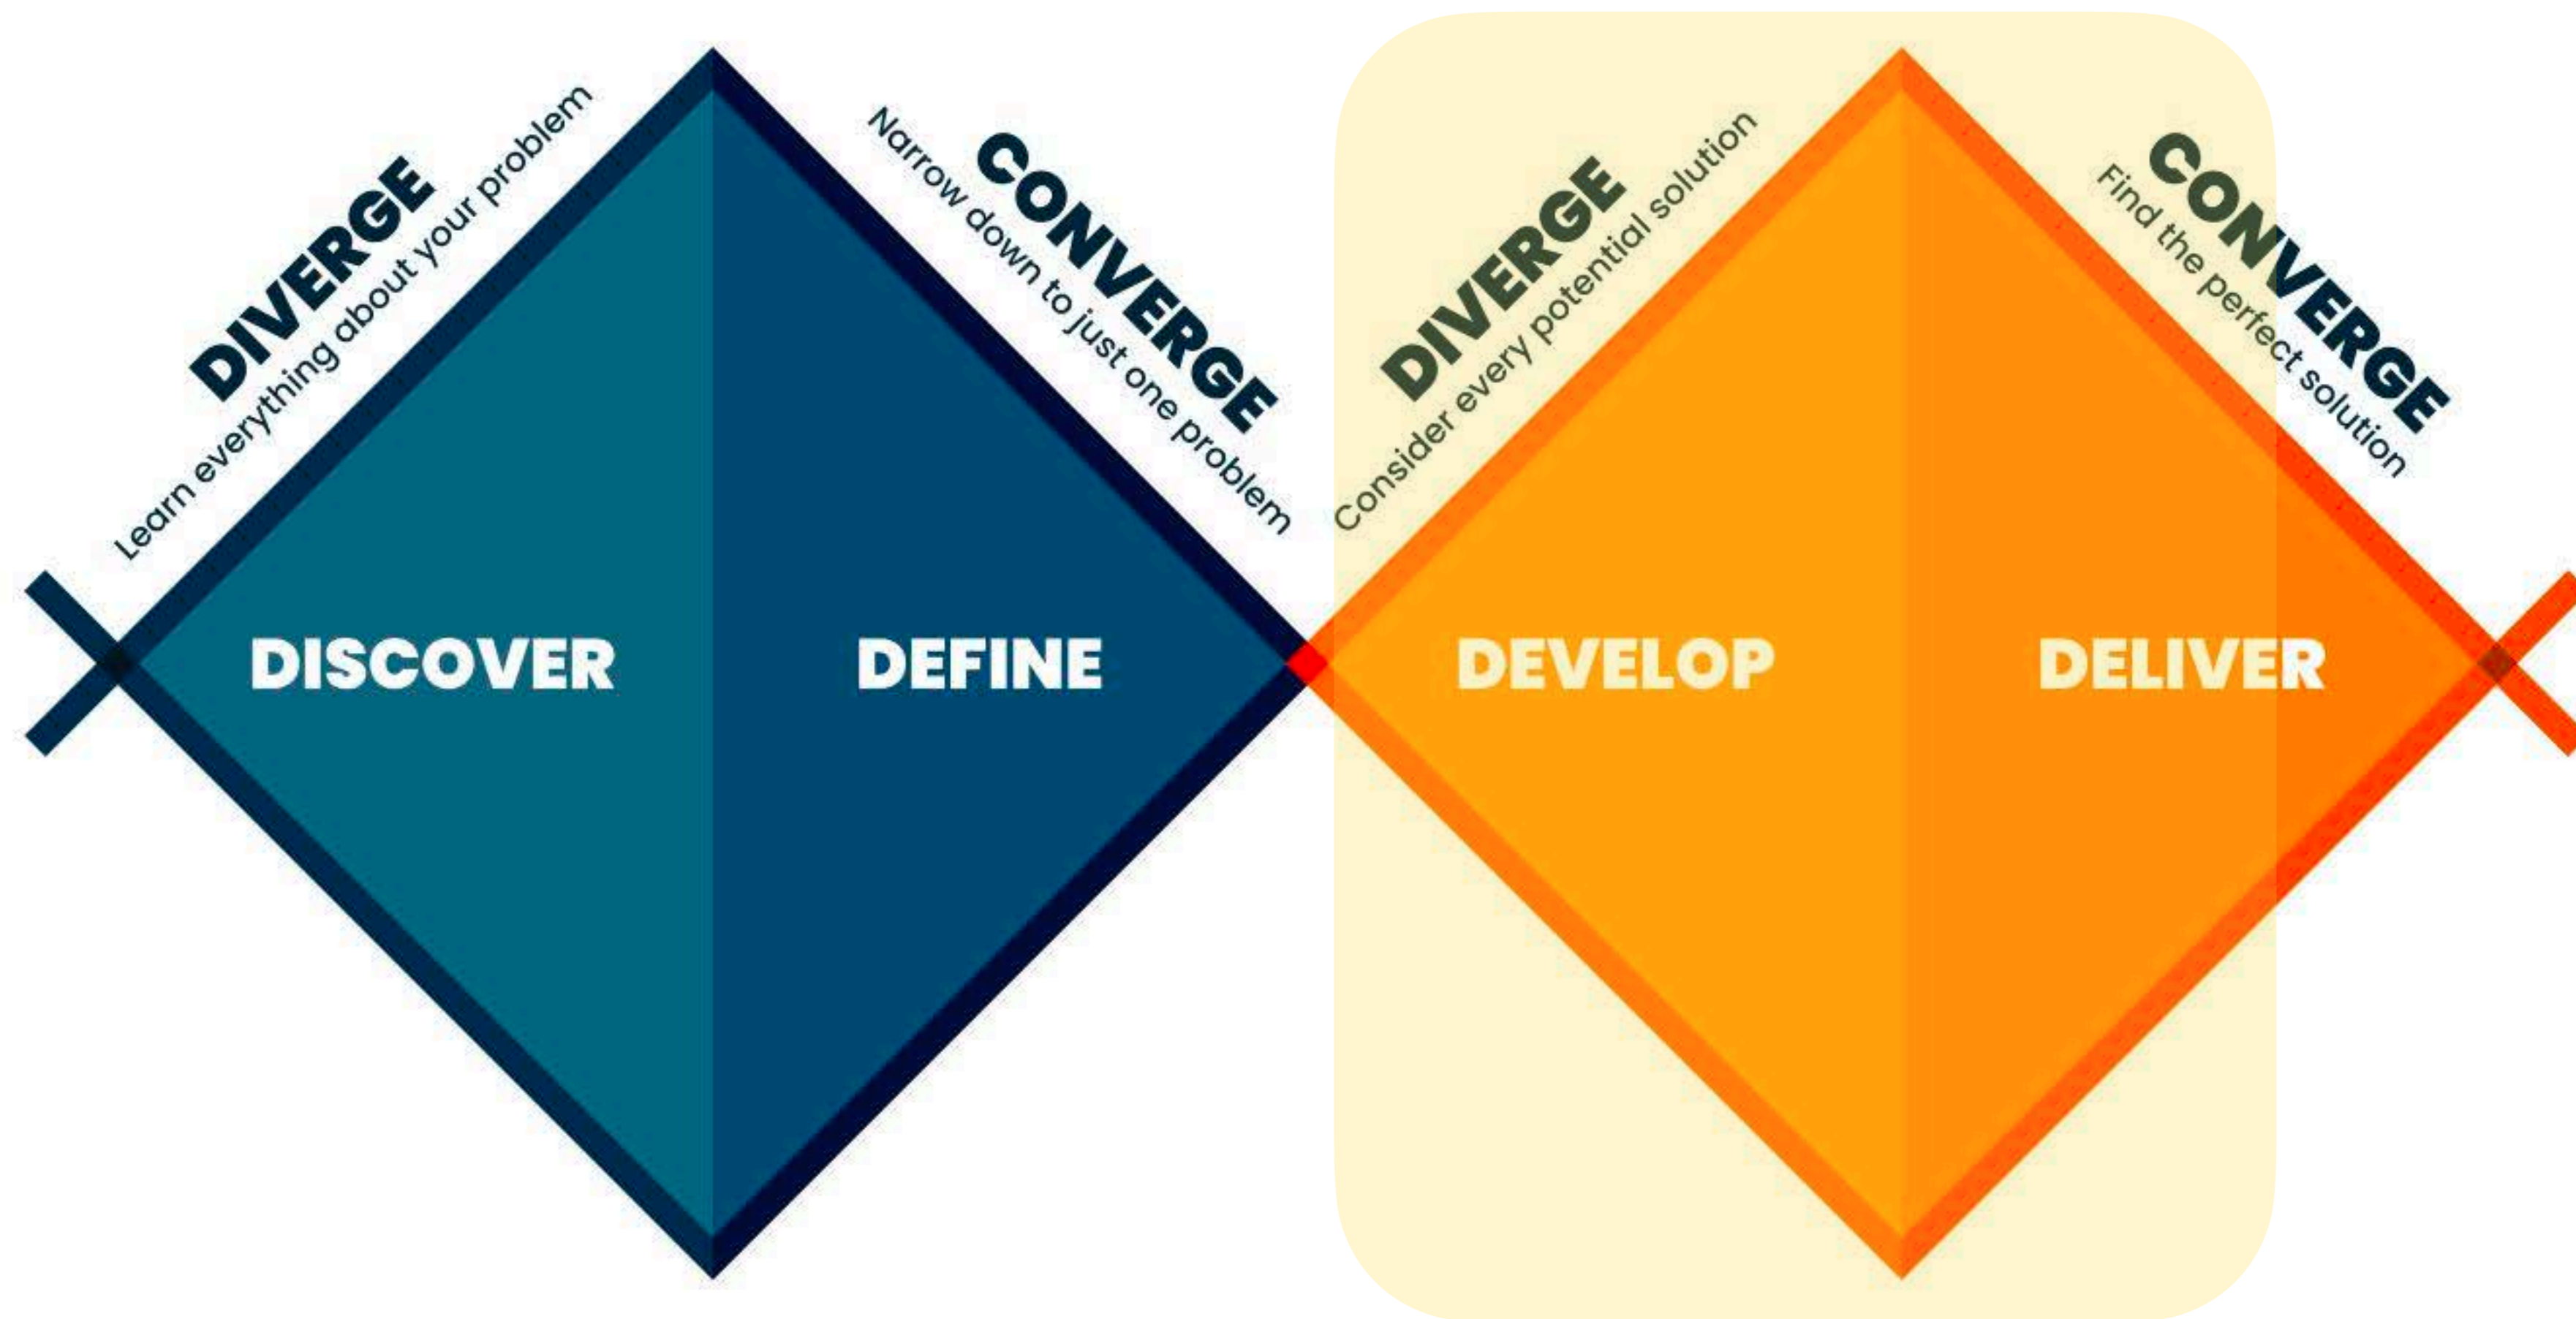 DIVERGE
Learn everything about your problem
CONVERGE
Narrow down to just one problem
DIVERGE
Consider every potential solution
CONVERGE
Find the perfect solution
DISCOVER
DEFINE
DEVELOP
DELIVER